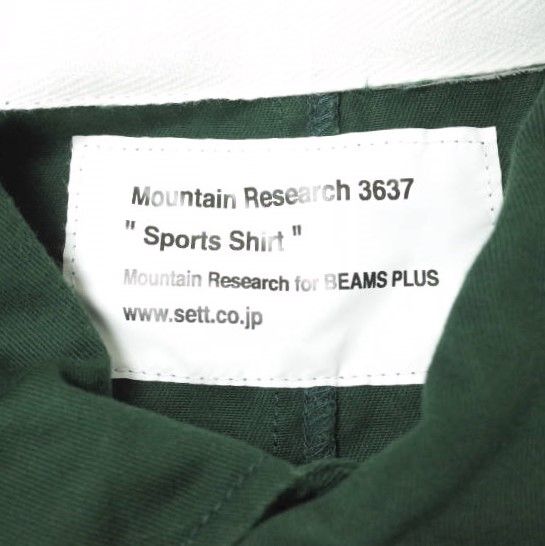 Mountain Research 3637
" Sports Shirt "
Mountain Research for BEAMS PLUS
www.sett.co.jp